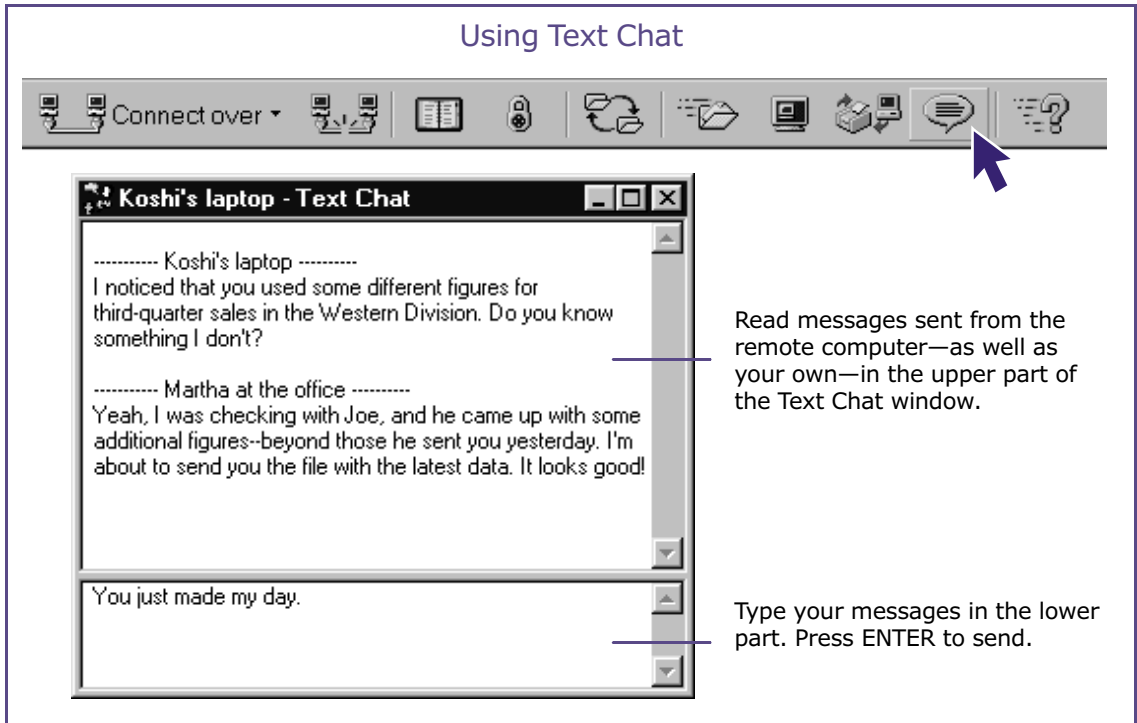 Using Text Chat
Connect over
Koshi's laptop - Text Chat
---------- Koshi's laptop ----------
I noticed that you used some different figures for
third-quarter sales in the Western Division. Do you know
something I don't?
---------- Martha at the office ----------
Yeah, I was checking with Joe, and he came up with some
additional figures--beyond those he sent you yesterday. I'm
about to send you the file with the latest data. It looks good!
You just made my day.
Read messages sent from the
remote computer—as well as
your own—in the upper part of
the Text Chat window.
Type your messages in the lower
part. Press ENTER to send.